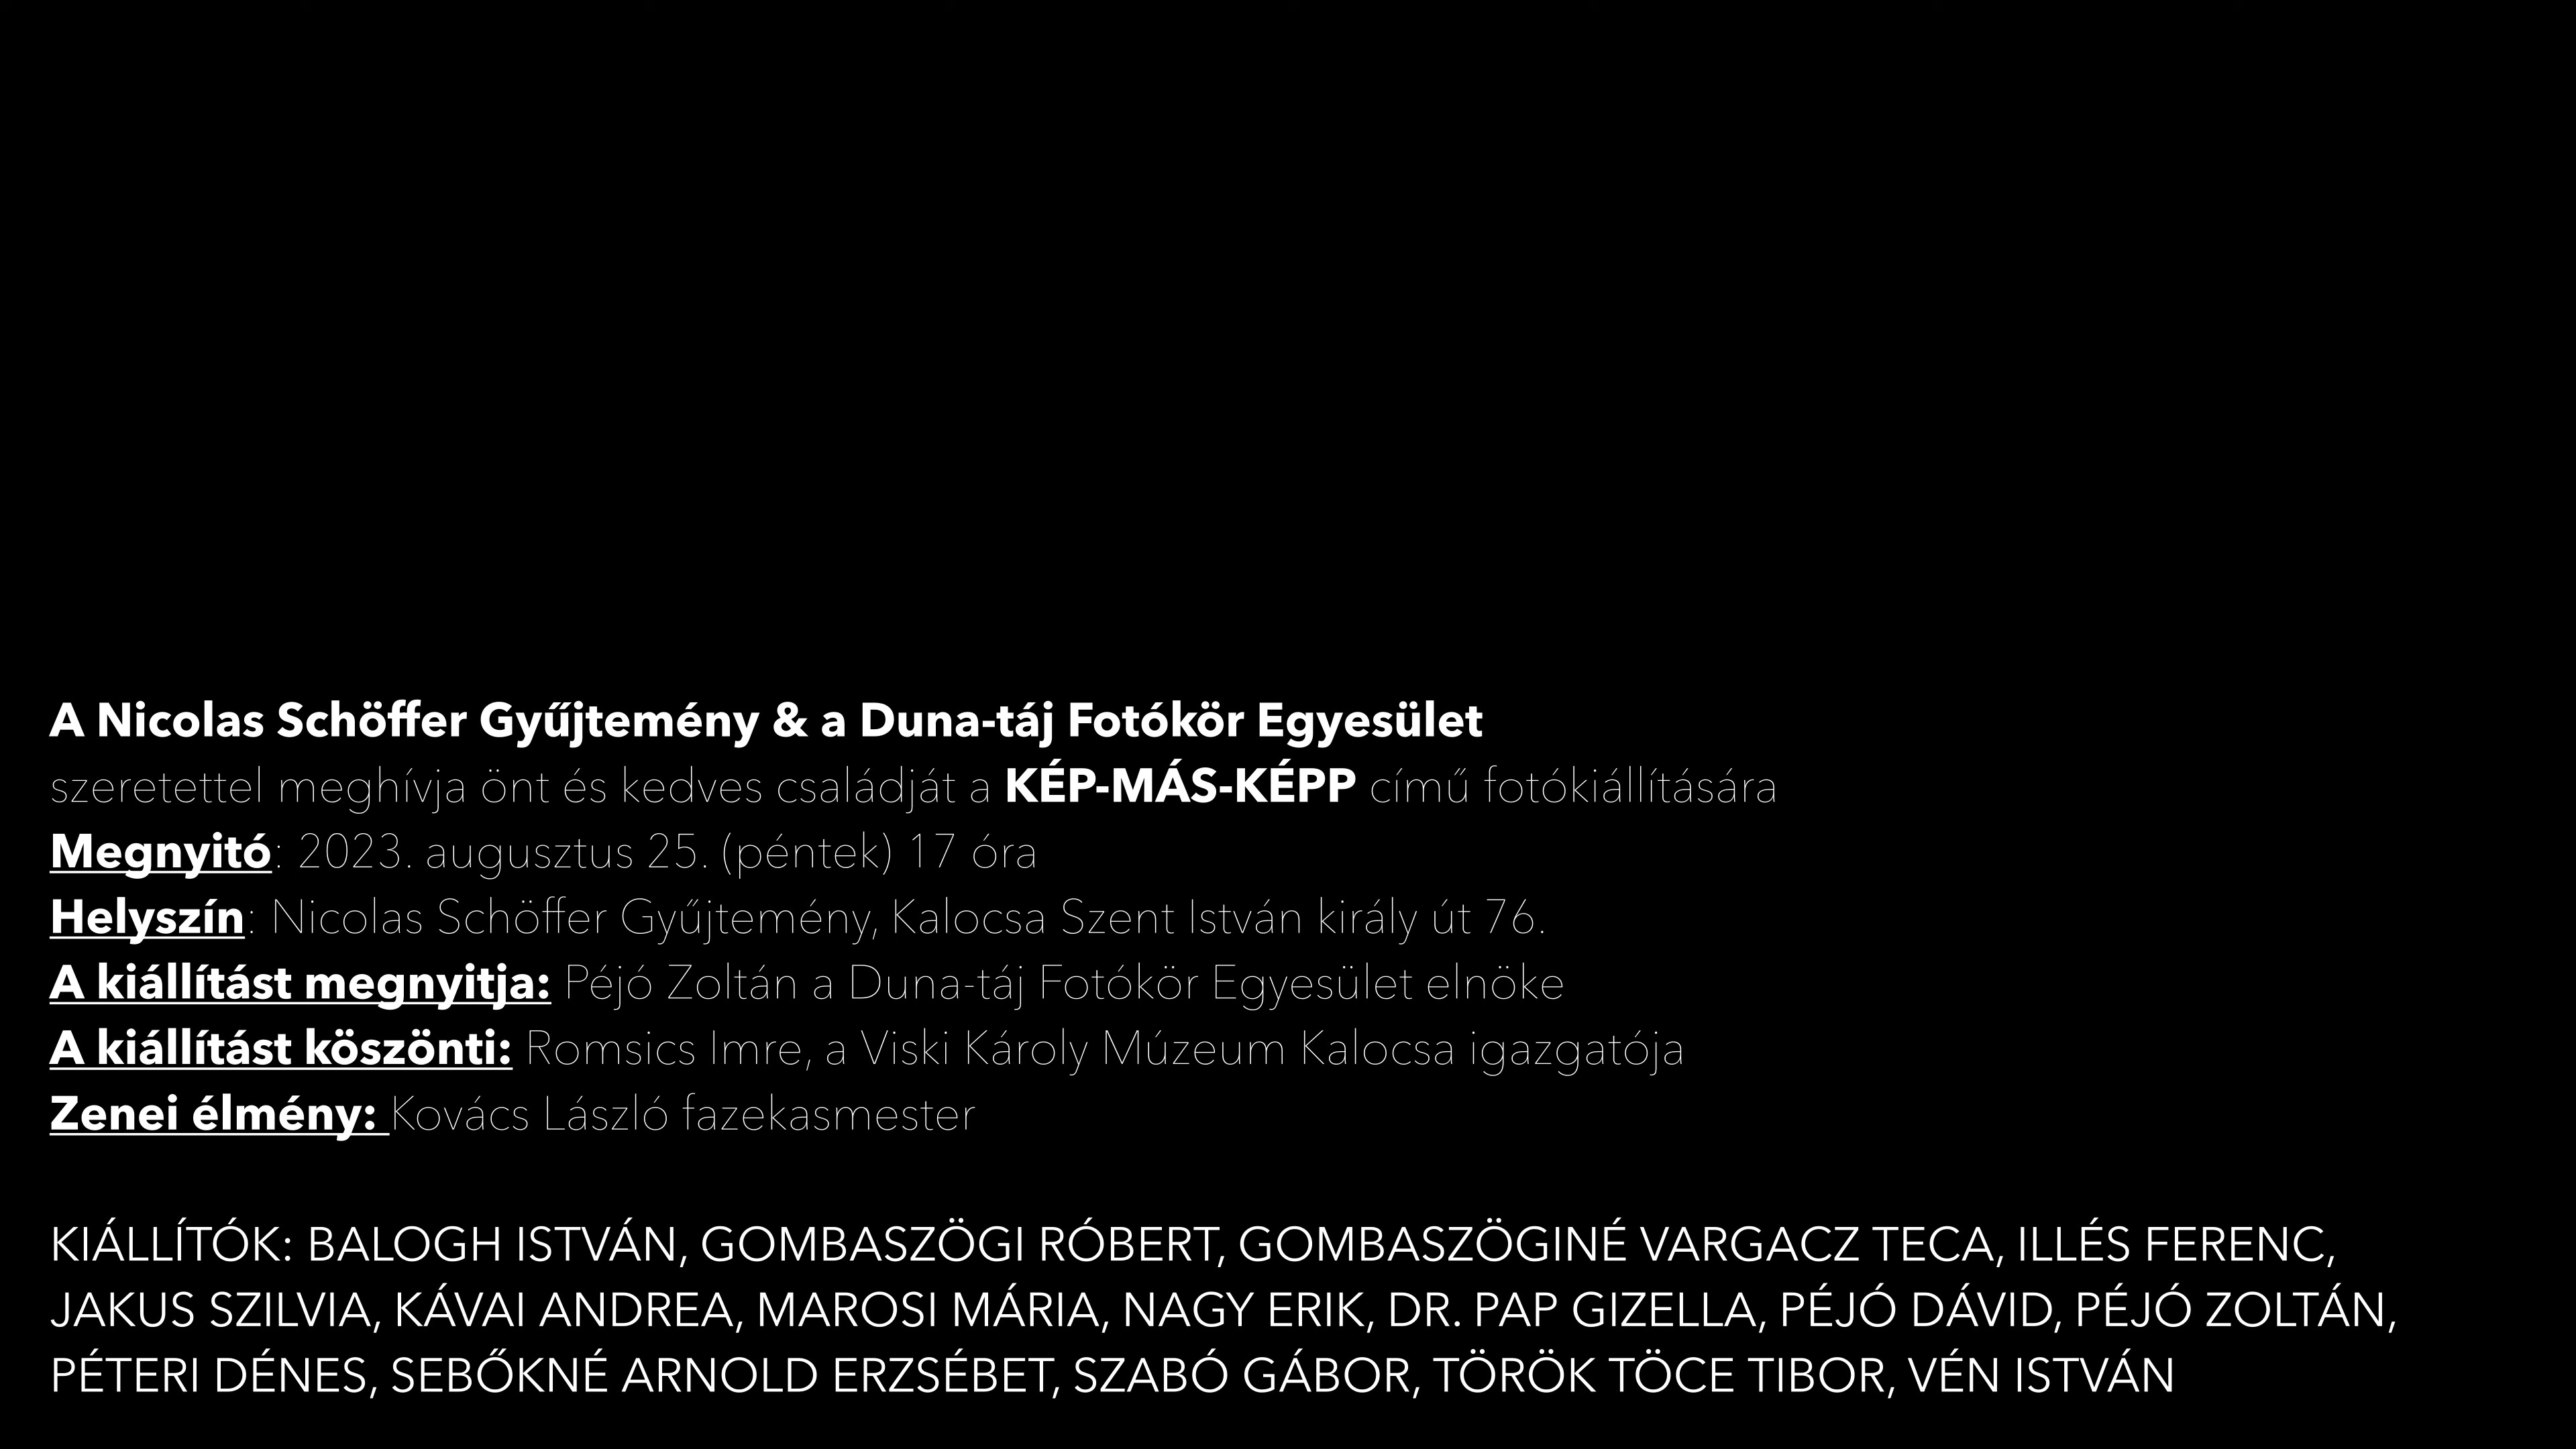 A Nicolas Schöffer Gyűjtemény & a Duna-táj Fotókör Egyesület
szeretettel meghívja önt és kedves családját a KÉP-MÁS-KÉPP című fotókiállítására
Megnyitó: 2023. augusztus 25. (péntek) 17 óra
Helyszín: Nicolas Schöffer Gyűjtemény, Kalocsa Szent István király út 76.
A kiállítást megnyitja: Péjó Zoltán a Duna-táj Fotókör Egyesület elnöke
A kiállítást köszönti: Romsics Imre, a Viski Károly Múzeum Kalocsa igazgatója
Zenei élmény: Kovács László fazekasmester
KIÁLLÍTÓK: BALOGH ISTVÁN, GOMBASZÖGI RÓBERT, GOMBASZÖGINÉ VARGACZ TECA, ILLÉS FERENC,
JAKUS SZILVIA, KÁVAI ANDREA, MAROSI MÁRIA, NAGY ERIK, DR. PAP GIZELLA, PÉJÓ DÁVID, PÉJÓ ZOLTÁN,
PÉTERI DÉNES, SEBŐKNÉ ARNOLD ERZSÉBET, SZABÓ GÁBOR, TÖRÖK TÖCE TIBOR, VÉN ISTVÁN